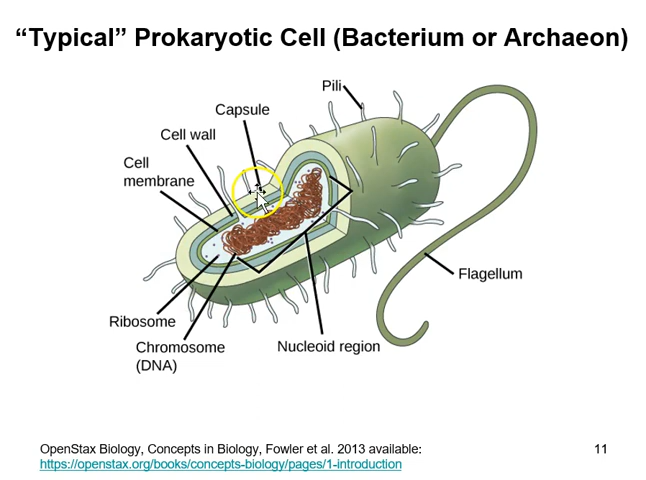 “Typical” Prokaryotic Cell (Bacterium or Archaeon)
Pili
Capsule
Cell wall
Cell
membrane
Flagellum
Ribosome
Chromosome
(DNA)
Nucleoid region
OpenStax Biology, Concepts in Biology, Fowler et al. 2013 available:
https://openstax.org/books/concepts-biology/pages/1-introduction
11